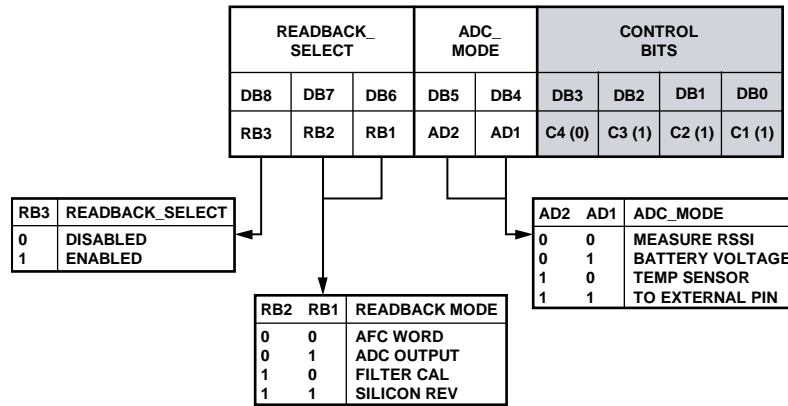 READBACK_ SELECT
ADC_ MODE
CONTROL BITS
DB8 DB7 DB6 DB5 DB4 DB3 DB2 DB1 DB0
RB3 RB2 RB1 AD2 AD1 C4 (0) C3 (1) C2 (1) C1 (1)
RB3 READBACK_SELECT
0 DISABLED
1 ENABLED
AD2 AD1 ADC_MODE
0 0 MEASURE RSSI
0 1 BATTERY VOLTAGE
1 0 TEMP SENSOR
1 1 TO EXTERNAL PIN
RB2 RB1 READBACK MODE
0 0 AFC WORD
0 1 ADC OUTPUT
1 0 FILTER CAL
1 1 SILICON REV